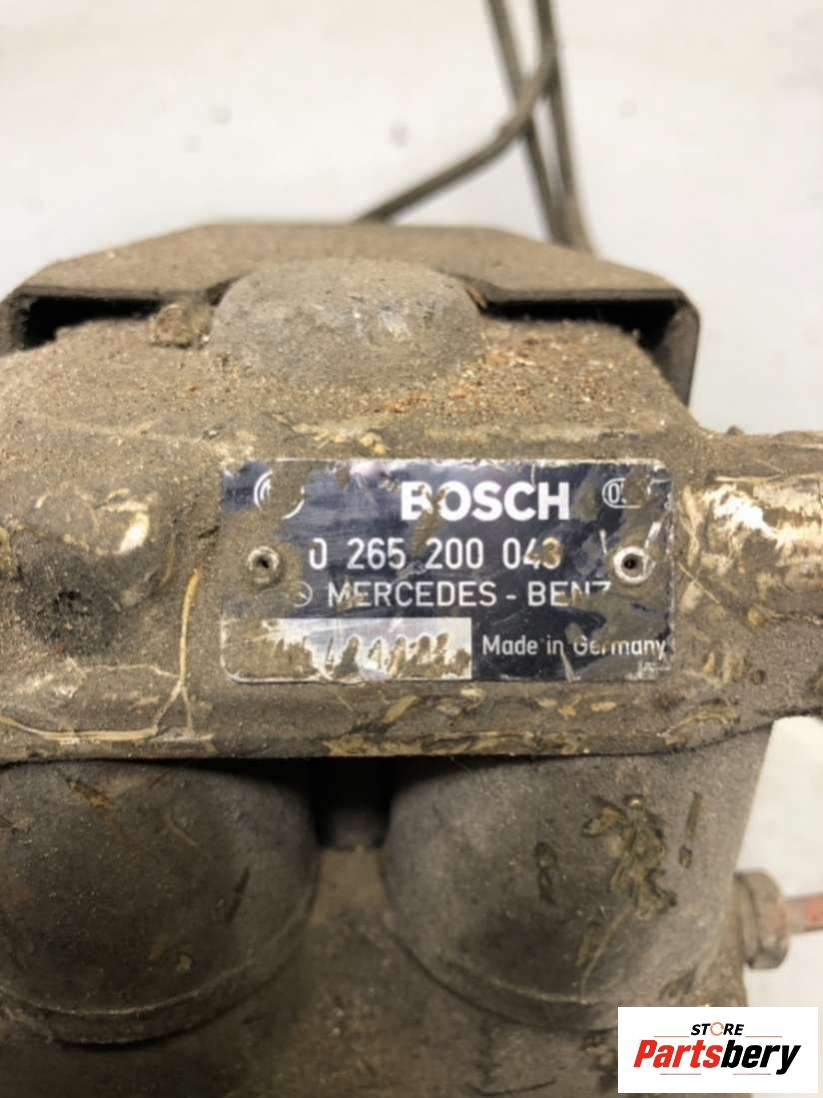 BOSCH
0 265 200 043
MERCEDES - BENZ
Made in Germany
STORE
Partsbery